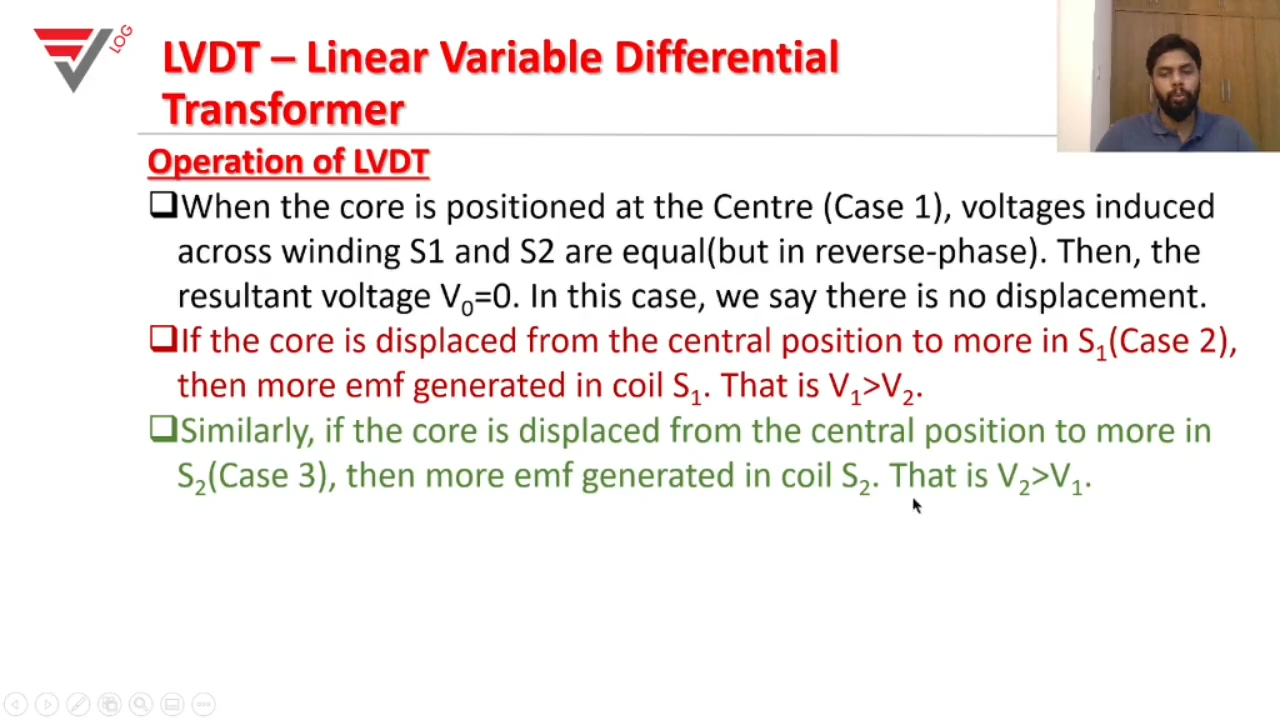 LOG
LVDT – Linear Variable Differential
Transformer
Operation of LVDT
❑When the core is positioned at the Centre (Case 1), voltages induced
across winding S1 and S2 are equal(but in reverse-phase). Then, the
resultant voltage V₀=0. In this case, we say there is no displacement.
❑If the core is displaced from the central position to more in S₁(Case 2),
then more emf generated in coil S₁. That is V₁>V₂.
❑Similarly, if the core is displaced from the central position to more in
S₂(Case 3), then more emf generated in coil S₂. That is V₂>V₁.